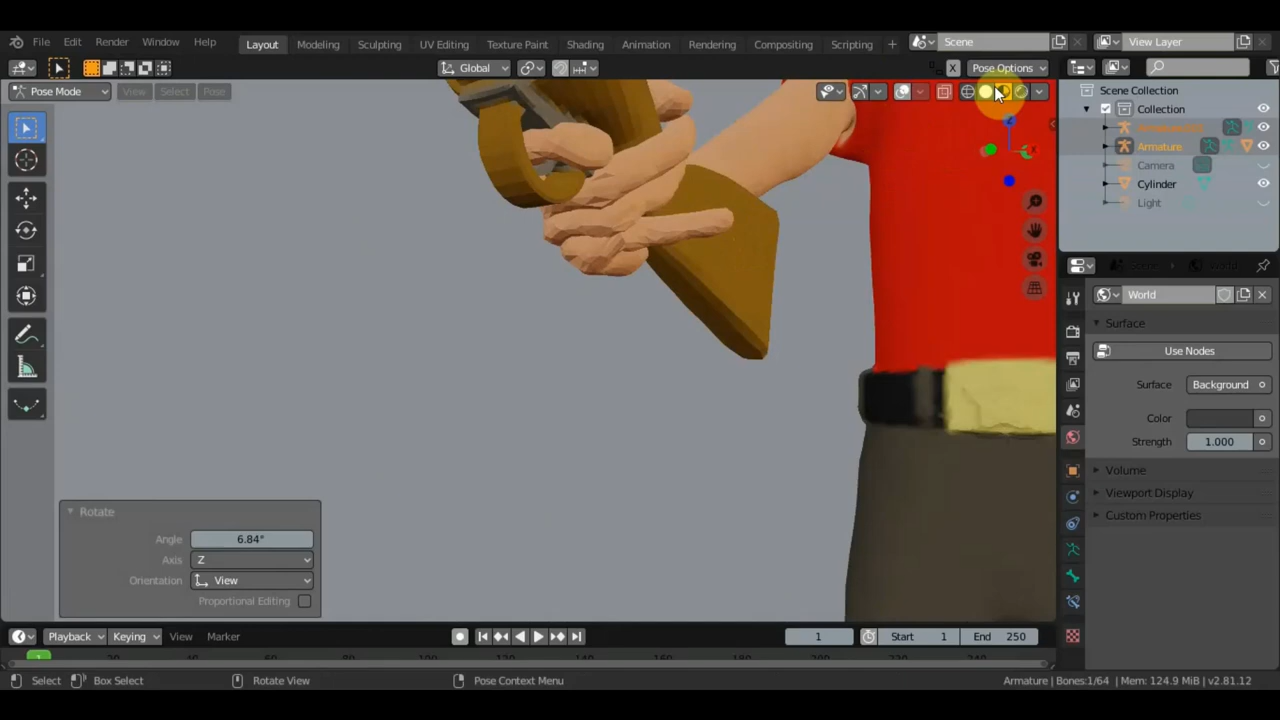 File Edit Render Window Help Layout Modeling Sculpting UV Editing Texture Paint Shading Animation Rendering Compositing Scripting + Scene View Layer
Global X Pose Options
Pose Mode View Select Pose
Scene Collection
Collection
Armature
Camera
Cylinder
Light
Z
World
Surface
Use Nodes
Surface Background
Color
Strength 1.000
Volume
Viewport Display
Custom Properties
Rotate
Angle 6.84°
Axis Z
Orientation View
Proportional Editing
Playback Keying View Marker 1 Start 1 End 250
1
Select Box Select Rotate View Pose Context Menu Armature | Bones:1/64 | Mem: 124.9 MiB | v2.81.12